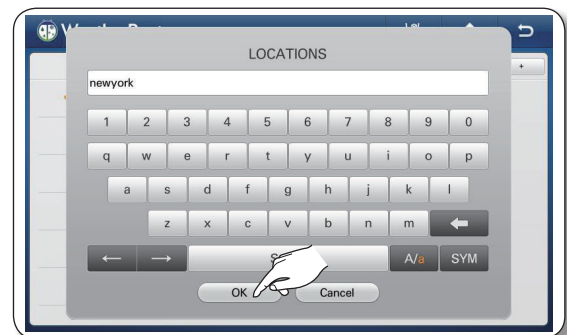 LOCATIONS
newyork
1 2 3 4 5 6 7 8 9 0
q w e r t y u i o p
a s d f g h j k l
z x c v b n m
← → A/a SYM
OK Cancel